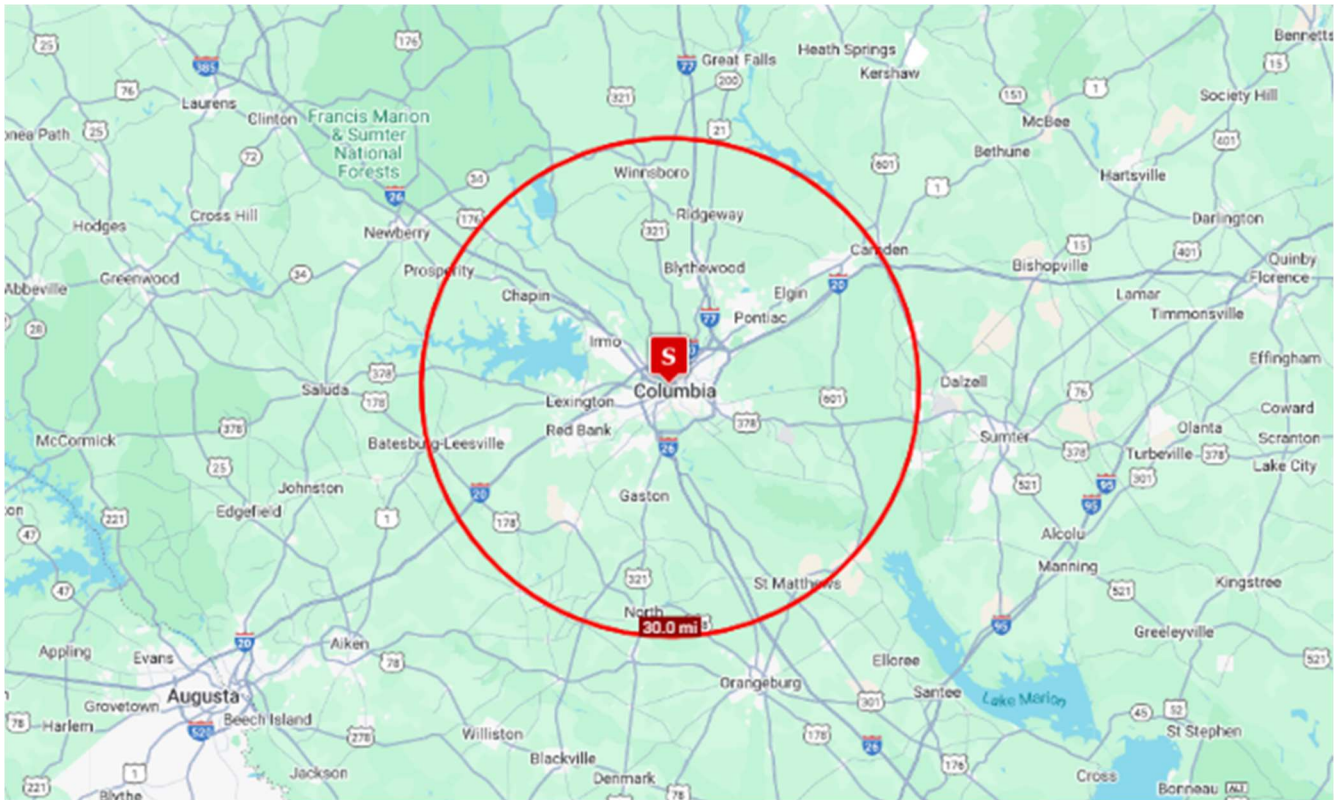 25
176
Bennetts
385
77
Great Falls
Heath Springs
Kershaw
15
76
Laurens
200
321
151
1
Society Hill
Clinton
Francis Marion
& Sumter
National
Forests
McBee
nea Path
25
21
401
72
601
Bethune
Hartsville
34
Winnsboro
1
26
Cross Hill
176
Ridgeway
Darlington
Hodges
Newberry
321
Camden
15
401
Prosperity
Blythewood
Bishopville
Quinby
Florence
34
Greenwood
20
Abbeville
Chapin
Elgin
Lamar
77
Pontiac
Timmonsville
28
Irmo
S
Effingham
378
Saluda
178
Columbia
Lexington
601
Dalzell
76
Coward
378
Red Bank
378
Olanta
McCormick
Batesburg-Leesville
26
Sumter
378
Turbeville
378
Scranton
25
Lake City
20
Gaston
521
301
95
Johnston
95
Edgefield
221
1
178
47
Alcolu
321
St Matthews
Manning
47
521
Kingstree
North
30.0 mi
95
Greeleyville
20
Aiken
Appling
Evans
78
Elloree
521
Augusta
Orangeburg
Santee
Lake Marion
Grovetown
301
45
52
78
Harlem
520
Beech Island
278
Williston
178
26
St Stephen
Blackville
176
1
Jackson
Denmark
Cross
221
Blythe
78
Bonneau
ALT